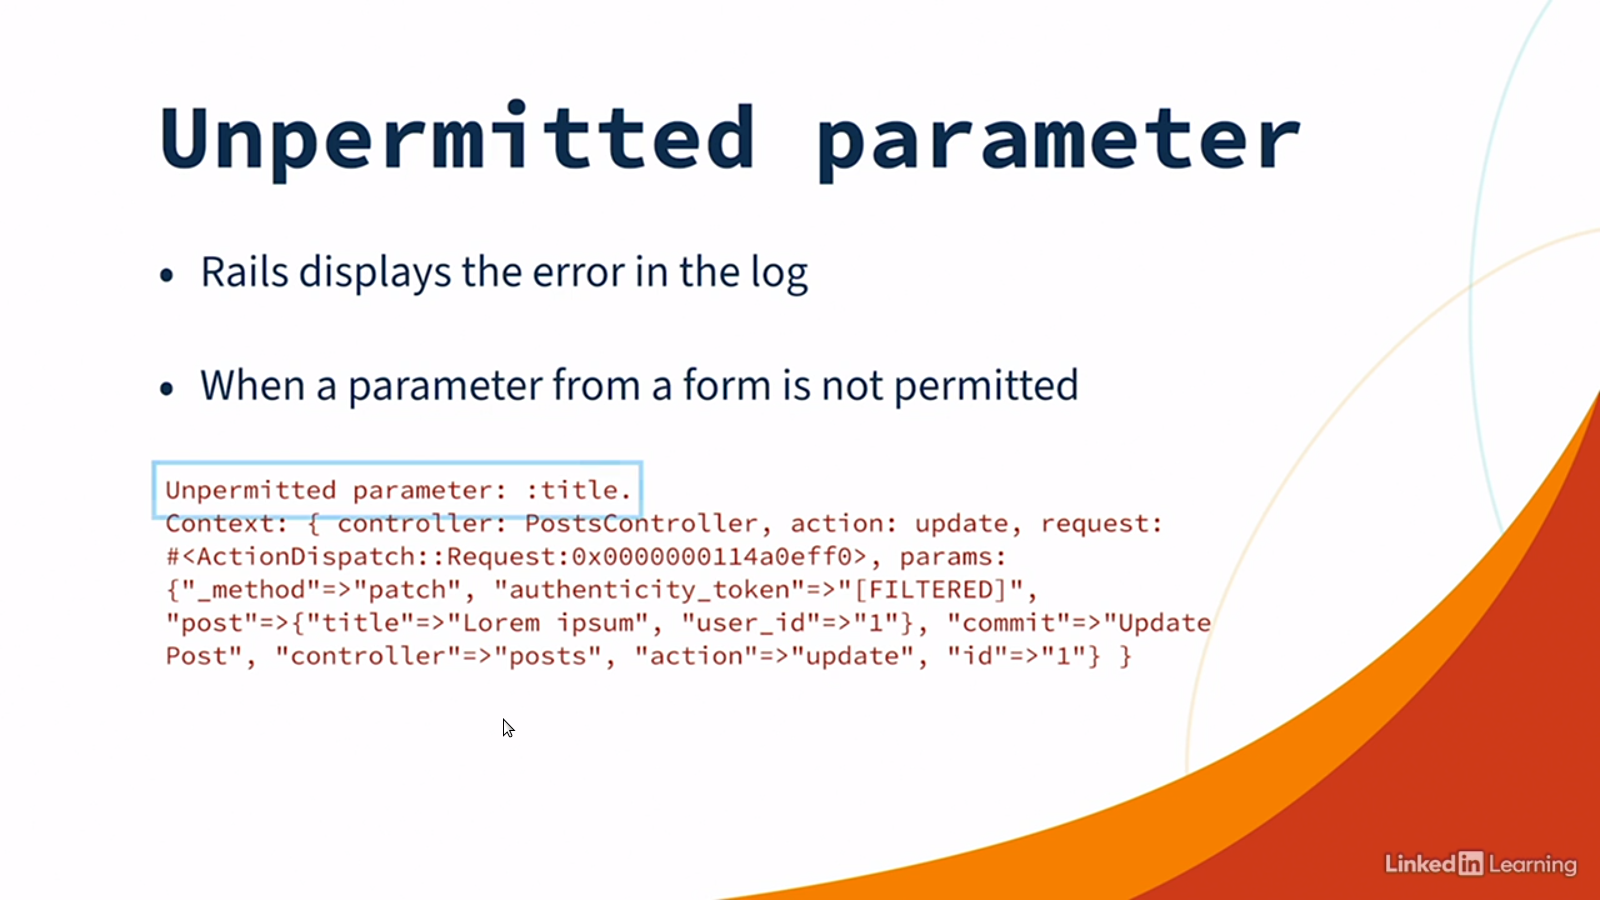 Unpermitted parameter
• Rails displays the error in the log
• When a parameter from a form is not permitted
Unpermitted parameter: :title.
Context: { controller: PostsController, action: update, request:
#<ActionDispatch::Request:0x0000000114a0eff0>, params:
{"_method"=>"patch", "authenticity_token"=>"[FILTERED]",
"post"=>{"title"=>"Lorem ipsum", "user_id"=>"1"}, "commit"=>"Update
Post", "controller"=>"posts", "action"=>"update", "id"=>"1"} }
Linked in Learning